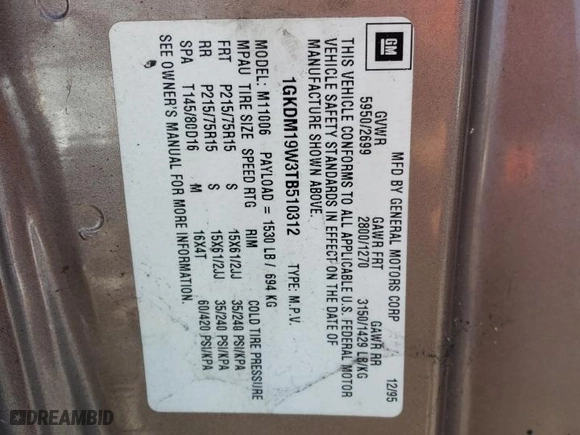 GM
MFD BY GENERAL MOTORS CORP 12/95
GVWR GAWR FRT GAWR RR
5950/2699 2800/1270 3150/1429 LB/KG
THIS VEHICLE CONFORMS TO ALL APPLICABLE U.S. FEDERAL MOTOR
VEHICLE SAFETY STANDARDS IN EFFECT ON THE DATE OF
MANUFACTURE SHOWN ABOVE.
1GKDM19W3TB510312 TYPE: M.P.V.
MODEL: M11006 PAYLOAD = 1530 LB / 694 KG
MPAU TIRE SIZE SPEED RTG RIM COLD TIRE PRESSURE
FRT P215/75R15 S 15X61/2JJ 35/240 PSI/KPA
RR P215/75R15 S 15X61/2JJ 35/240 PSI/KPA
SPA T145/80D16 M 16X4T 60/420 PSI/KPA
SEE OWNER'S MANUAL FOR MORE INFORMATION.
DREAMBID